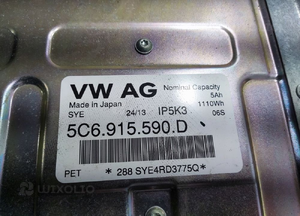 VW AG
Nominal Capacity
5Ah
Made in Japan
1110Wh
SYE 24/13 IP5K3 06S
5C6.915.590.D
PET * 288 SYE4RD3775Q*